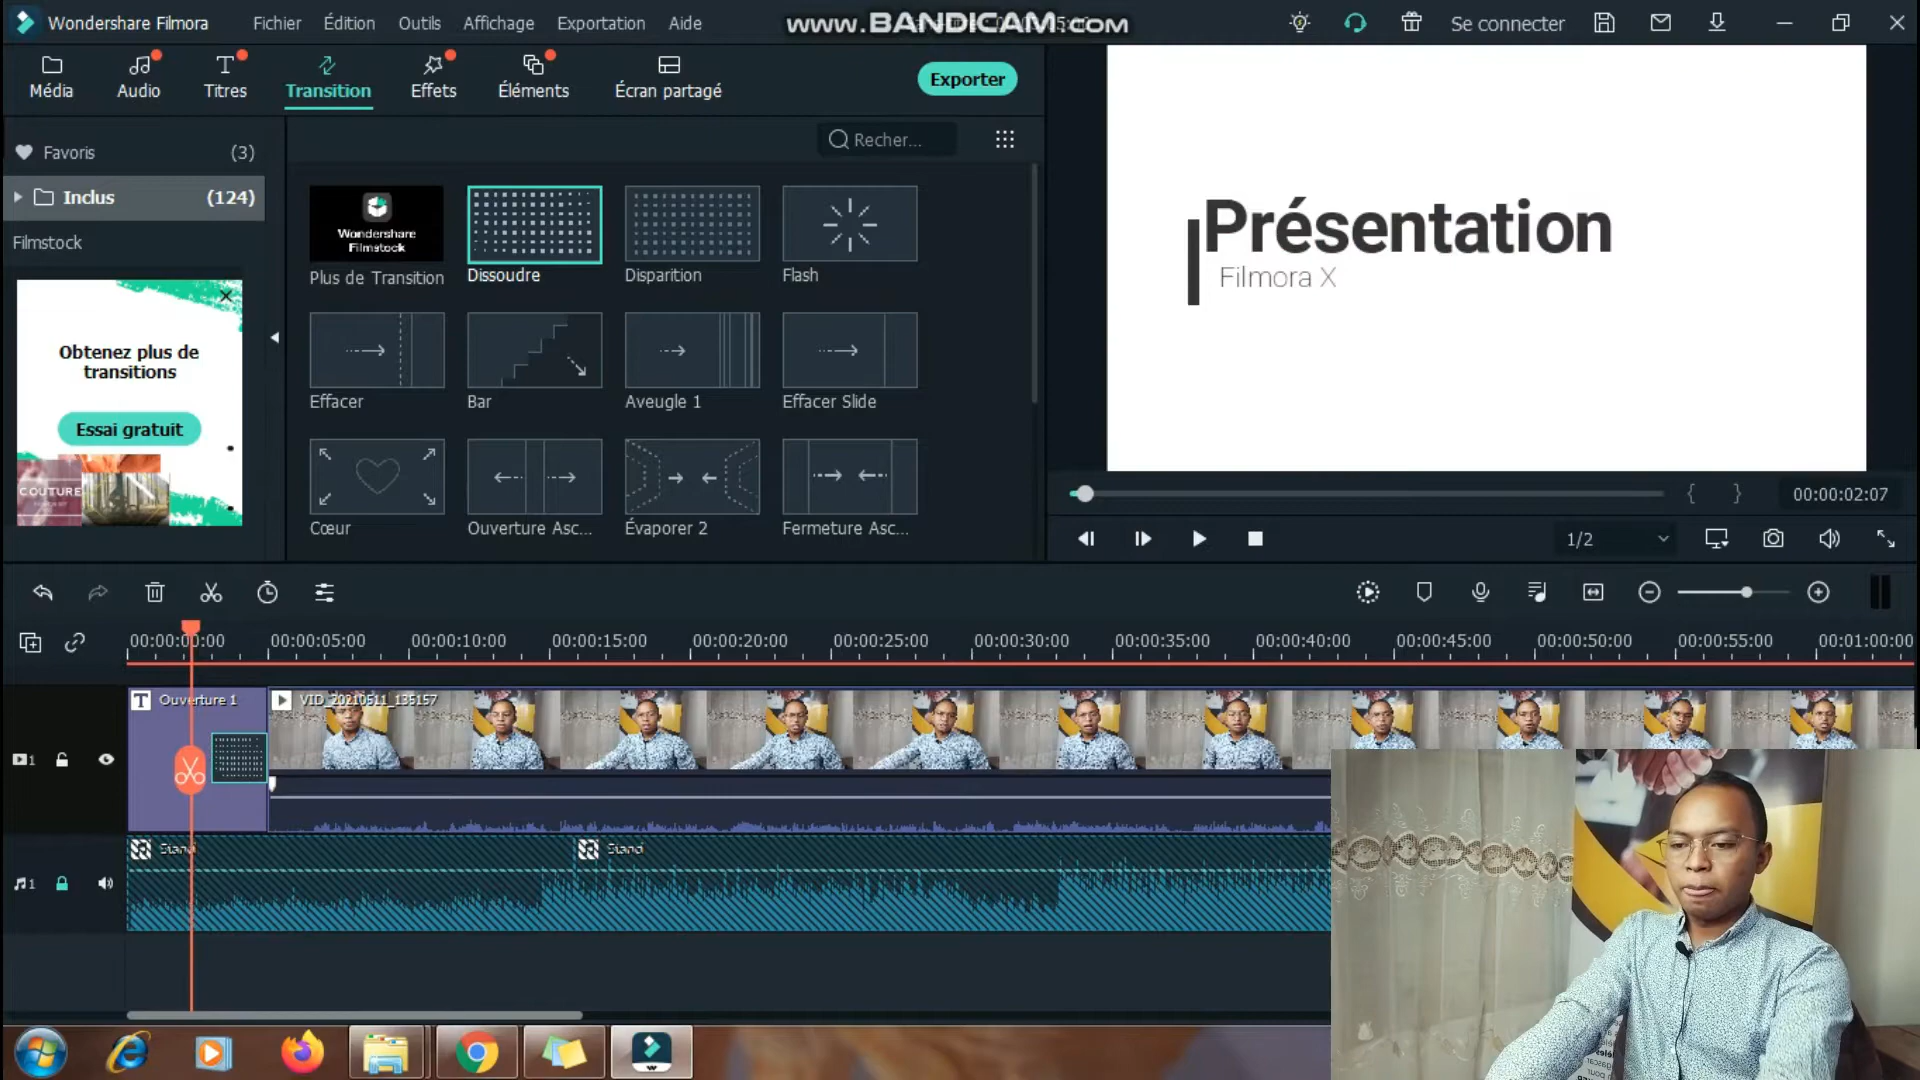 Wondershare Filmora
Fichier
Édition
Outils
Affichage
Exportation
Aide
www.BANDICAM.com
Se connecter
Média
Audio
Titres
Transition
Effets
Éléments
Écran partagé
Exporter
Favoris (3)
Inclus (124)
Filmstock
Obtenez plus de
transitions
Essai gratuit
COUTURE
Recher...
Wondershare
Filmstock
Plus de Transition
Dissoudre
Disparition
Flash
Effacer
Bar
Aveugle 1
Effacer Slide
Cœur
Ouverture Asc...
Évaporer 2
Fermeture Asc...
Présentation
Filmora X
{ }
00:00:02:07
1/2
00:00:00:00
00:00:05:00
00:00:10:00
00:00:15:00
00:00:20:00
00:00:25:00
00:00:30:00
00:00:35:00
00:00:40:00
00:00:45:00
00:00:50:00
00:00:55:00
00:01:00:00
T Ouverture 1
VID_20210511_135157
1
Stand
Stand
1